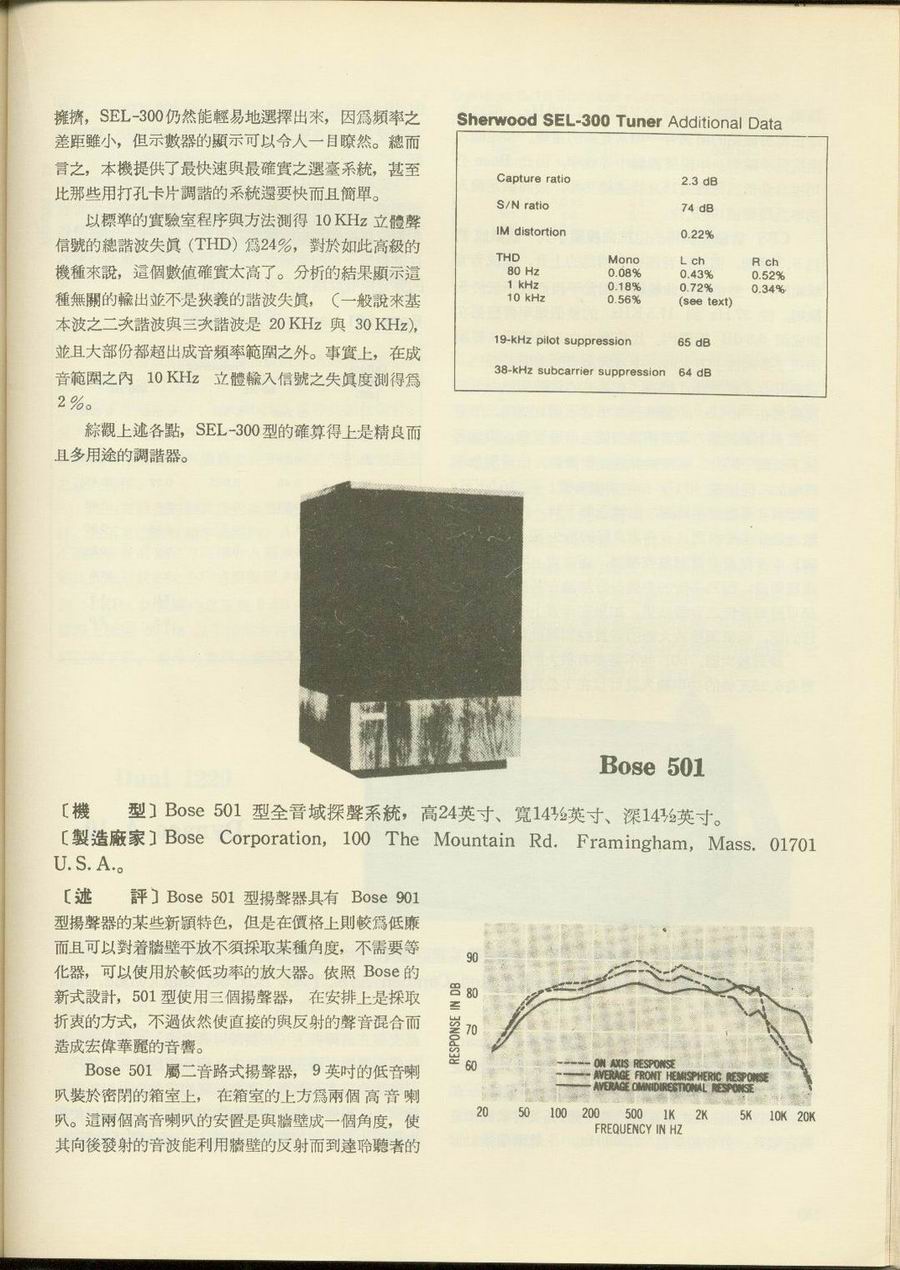 擁擠，SEL-300仍然能輕易地選擇出來，因爲頻率之
差距雖小，但示數器的顯示可以令人一目瞭然。總而
言之，本機提供了最快速與最確實之選臺系統，甚至
比那些用打孔卡片調諧的系統還要快而且簡單。
以標準的實驗室程序與方法測得 10 KHz 立體聲
信號的總諧波失眞 (THD) 爲24%，對於如此高級的
機種來說，這個數值確實太高了。分析的結果顯示這
種無關的輸出並不是狹義的諧波失眞，（一般說來基
本波之二次諧波與三次諧波是 20 KHz 與 30 KHz），
並且大部份都超出成音頻率範圍之外。事實上，在成
音範圍之內 10 KHz 立體輸入信號之失眞度測得爲
2 %。
綜觀上述各點，SEL-300型的確算得上是精良而
且多用途的調諧器。
Sherwood SEL-300 Tuner Additional Data
Capture ratio 2.3 dB
S/N ratio 74 dB
IM distortion 0.22%
THD Mono L ch R ch
80 Hz 0.08% 0.43% 0.52%
1 kHz 0.18% 0.72% 0.34%
10 kHz 0.56% (see text)
19-kHz pilot suppression 65 dB
38-kHz subcarrier suppression 64 dB
Bose 501
〔機　型〕Bose 501 型全音域探聲系統，高24英寸、寬14½英寸、深14½英寸。
〔製造廠家〕Bose Corporation, 100 The Mountain Rd. Framingham, Mass. 01701
U. S. A.。
〔述　評〕Bose 501 型揚聲器具有 Bose 901
型揚聲器的某些新穎特色，但是在價格上則較爲低廉
而且可以對着牆壁平放不須採取某種角度，不需要等
化器，可以使用於較低功率的放大器。依照 Bose 的
新式設計，501 型使用三個揚聲器，在安排上是採取
折衷的方式，不過依然使直接的與反射的聲音混合而
造成宏偉華麗的音響。
Bose 501 屬二音路式揚聲器，9 英吋的低音喇
叭裝於密閉的箱室上，在箱室的上方爲兩個高音喇
叭。這兩個高音喇叭的安置是與牆壁成一個角度，使
其向後發射的音波能利用牆壁的反射而到達聆聽者的
RESPONSE IN DB
90
80
70
60
ON AXIS RESPONSE
AVERAGE FRONT HEMISPHERIC RESPONSE
AVERAGE OMNIDIRECTIONAL RESPONSE
20 50 100 200 500 1K 2K 5K 10K 20K
FREQUENCY IN HZ